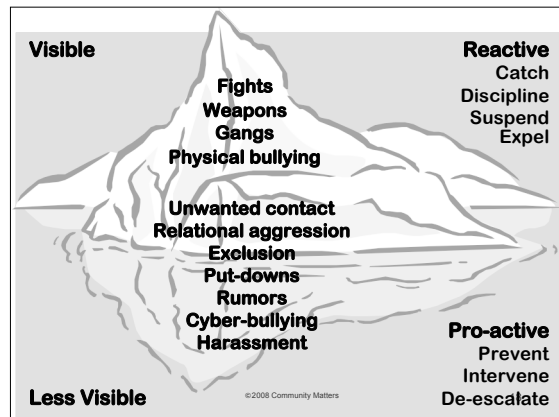 Visible
Reactive
Catch
Discipline
Suspend
Expel
Fights
Weapons
Gangs
Physical bullying
Unwanted contact
Relational aggression
Exclusion
Put-downs
Rumors
Cyber-bullying
Harassment
Pro-active
Prevent
Intervene
De-escalate
Less Visible
©2008 Community Matters